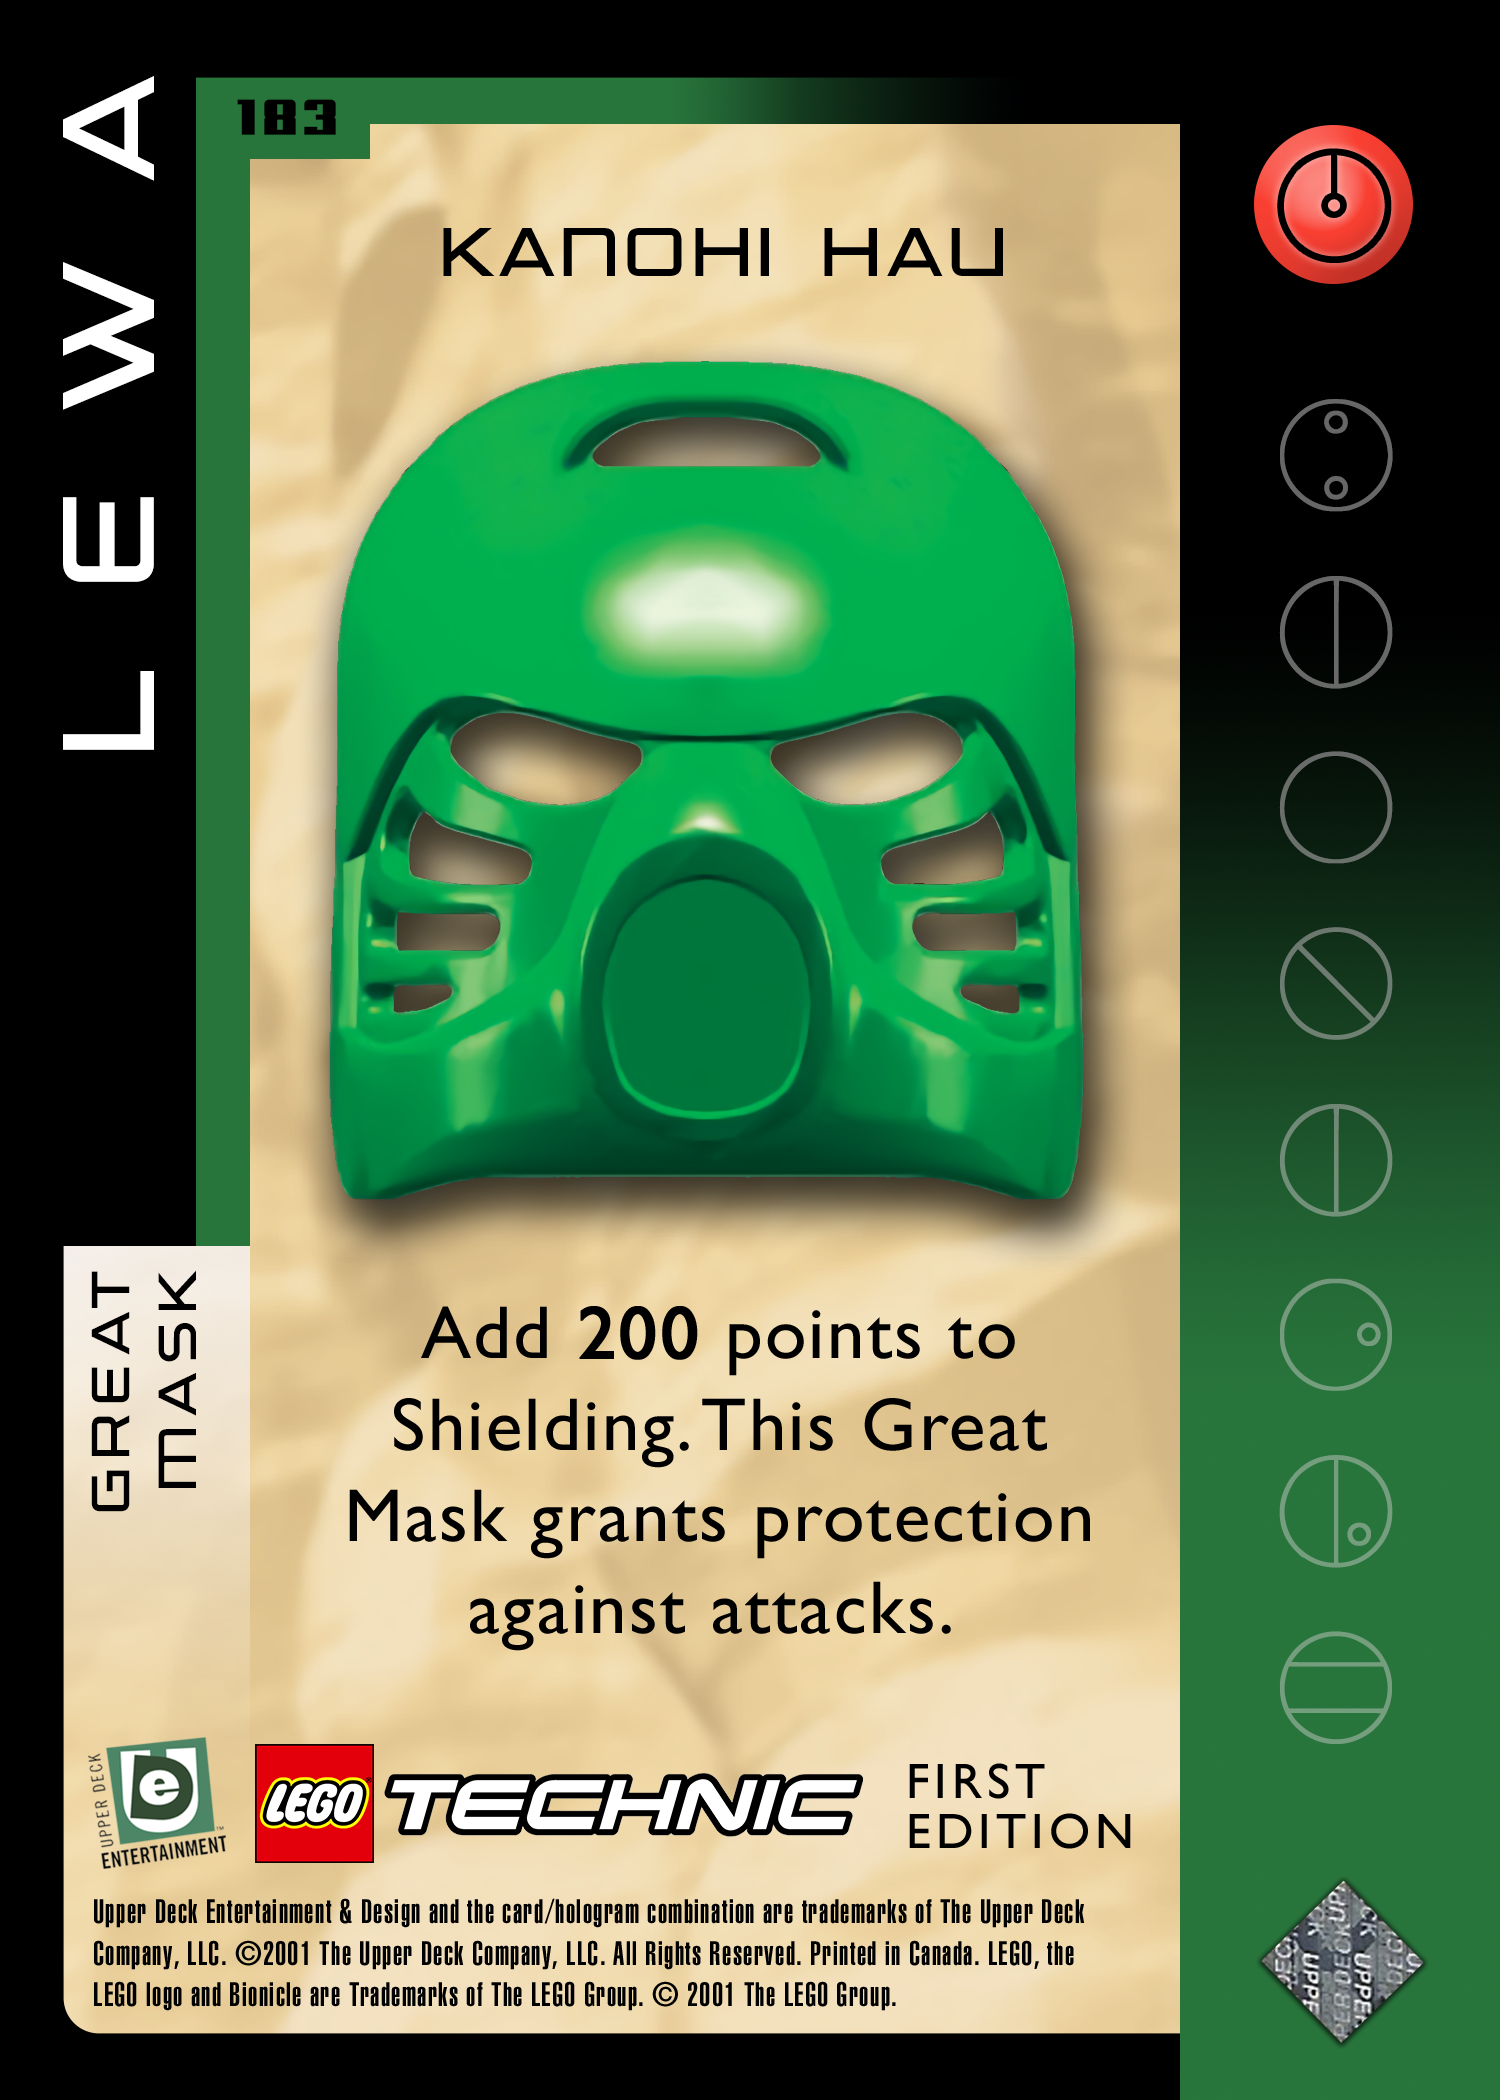 LEWA
183
KANOHI HAU
GREAT
MASK
Add 200 points to
Shielding. This Great
Mask grants protection
against attacks.
UPPER DECK
ENTERTAINMENT
LEGO TECHNIC
FIRST
EDITION
Upper Deck Entertainment & Design and the card/hologram combination are trademarks of The Upper Deck
Company, LLC. ©2001 The Upper Deck Company, LLC. All Rights Reserved. Printed in Canada. LEGO, the
LEGO logo and Bionicle are Trademarks of The LEGO Group. © 2001 The LEGO Group.